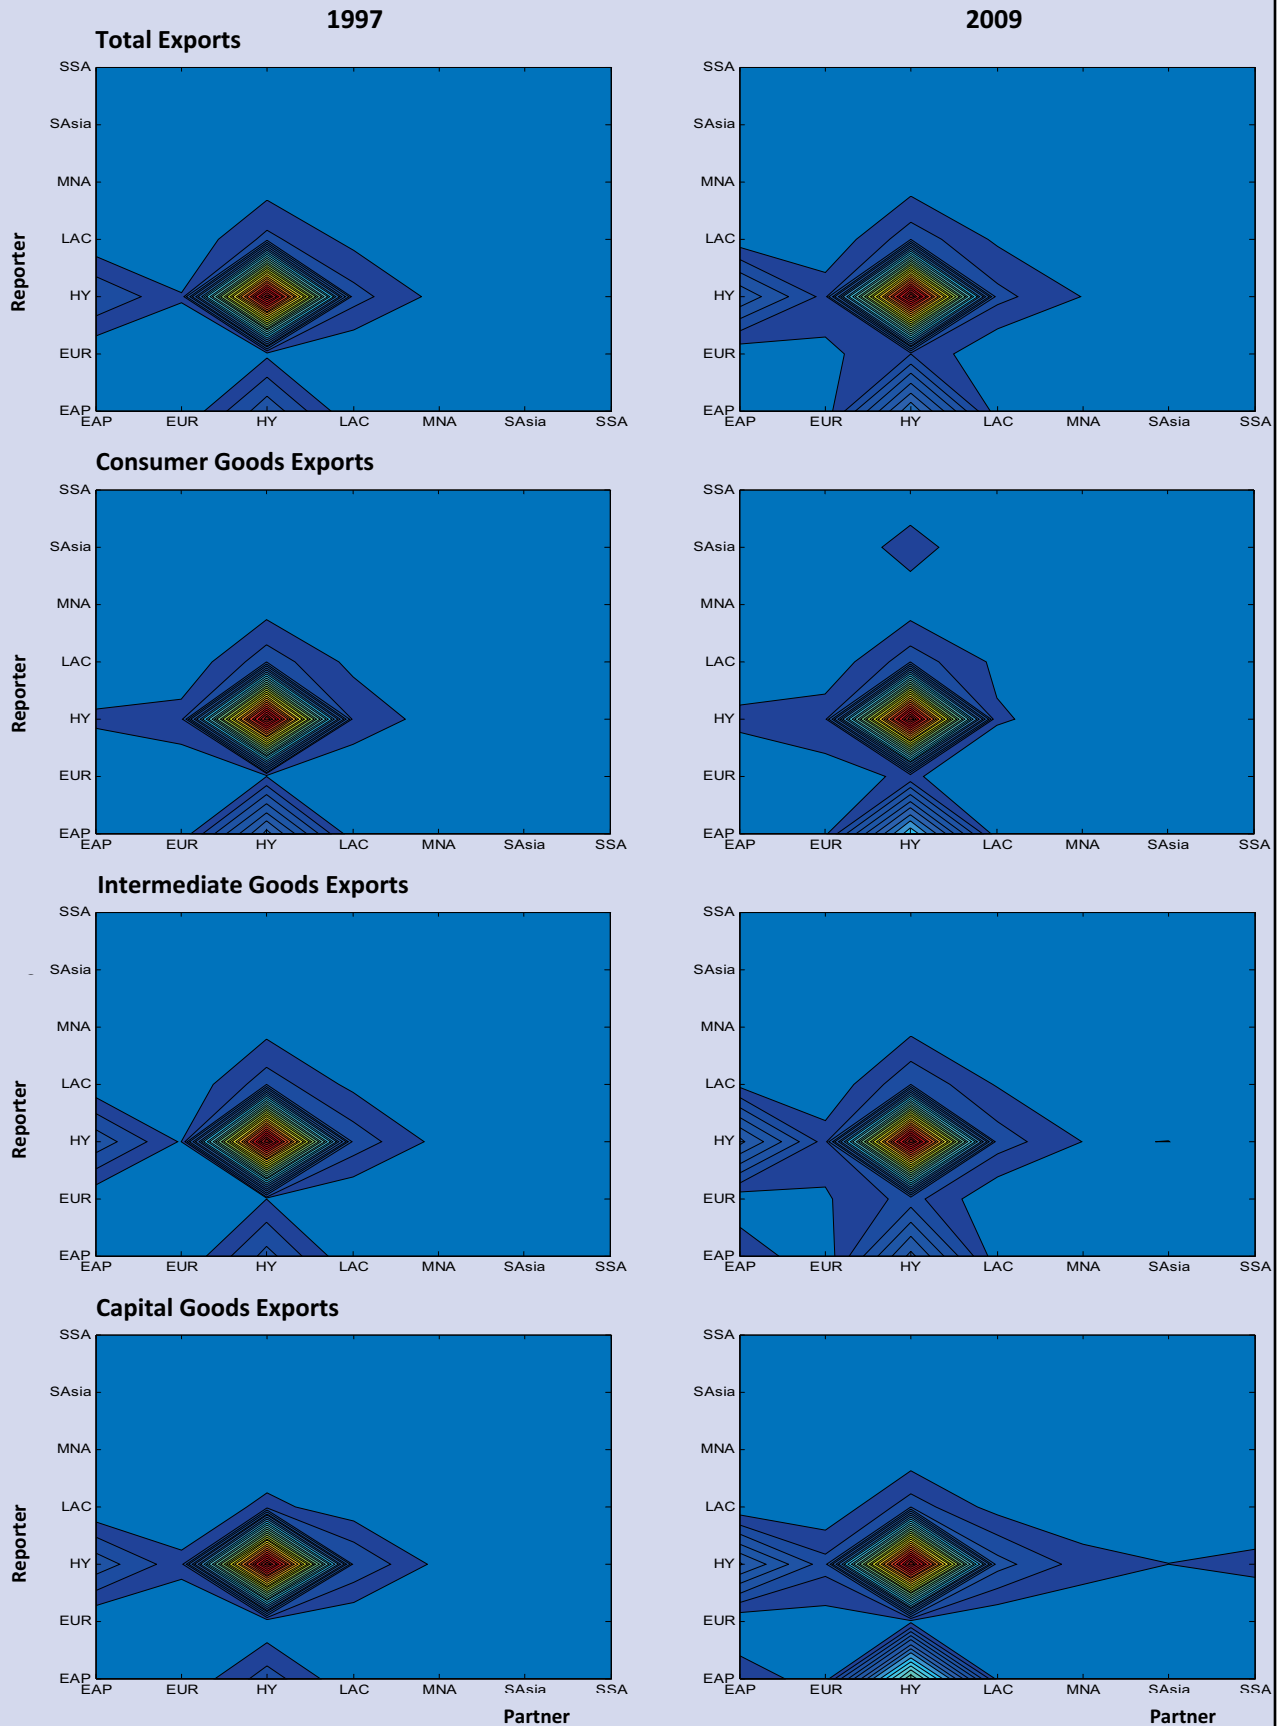 1997 2009
Total Exports
SSA SSA
SAsia SAsia
MNA MNA
LAC LAC
Reporter
HY HY
EUR EUR
EAP EAP
EAP EUR HY LAC MNA SAsia SSA EAP EUR HY LAC MNA SAsia SSA
Consumer Goods Exports
SSA SSA
SAsia SAsia
MNA MNA
LAC LAC
Reporter
HY HY
EUR EUR
EAP EAP
EAP EUR HY LAC MNA SAsia SSA EAP EUR HY LAC MNA SAsia SSA
Intermediate Goods Exports
SSA SSA
SAsia SAsia
MNA MNA
LAC LAC
Reporter
HY HY
EUR EUR
EAP EAP
EAP EUR HY LAC MNA SAsia SSA EAP EUR HY LAC MNA SAsia SSA
Capital Goods Exports
SSA SSA
SAsia SAsia
MNA MNA
LAC LAC
Reporter
HY HY
EUR EUR
EAP EAP
EAP EUR HY LAC MNA SAsia SSA EAP EUR HY LAC MNA SAsia SSA
Partner Partner